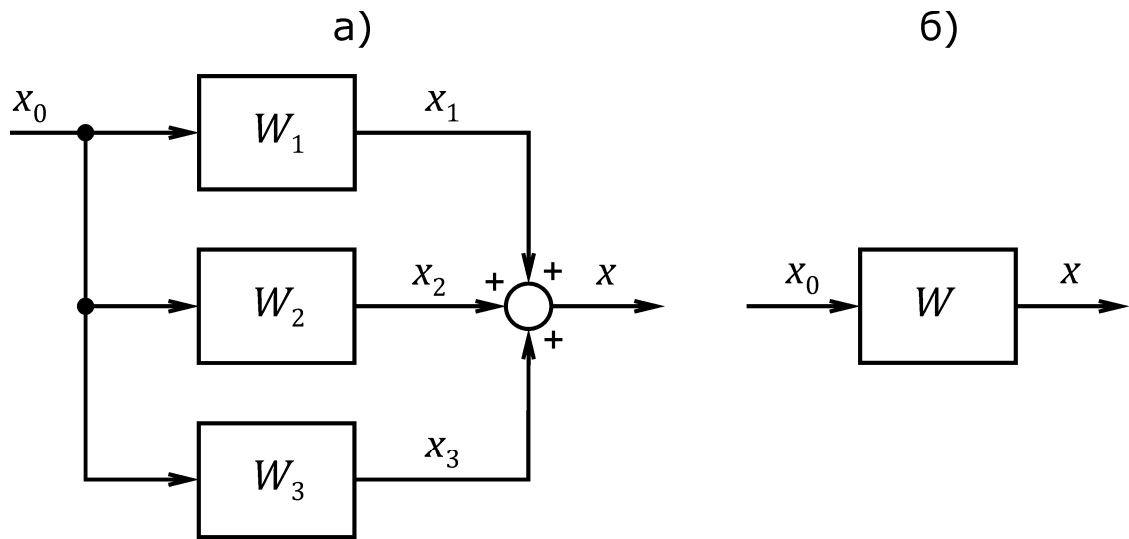 а) б)
x₀ W₁ x₁
W₂ x₂ + + x x₀ W x
+
W₃ x₃